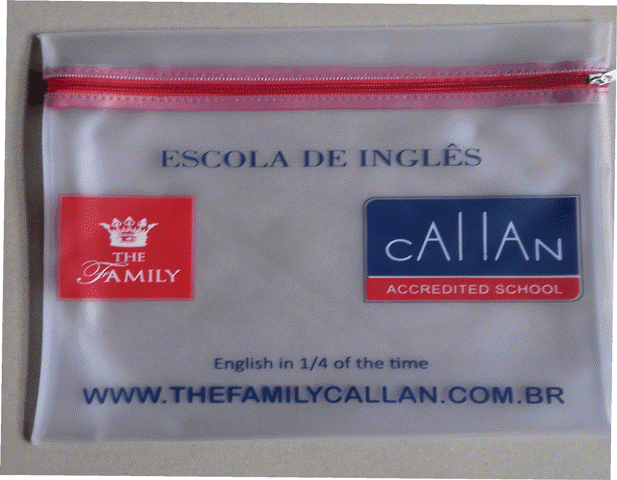 ESCOLA DE INGLÊS
THE
FAMILY
CALLAN
ACCREDITED SCHOOL
English in 1/4 of the time
WWW.THEFAMILYCALLAN.COM.BR